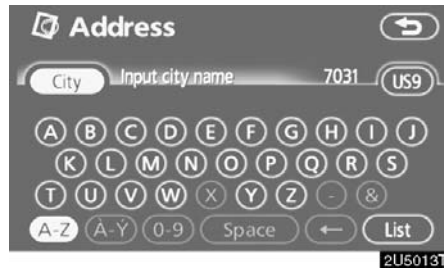 Address
City Input city name 7031 US9
A B C D E F G H I J
K L M N O P Q R S
T U V W X Y Z - &
A-Z À-Ý 0-9 Space ← List
2U5013T